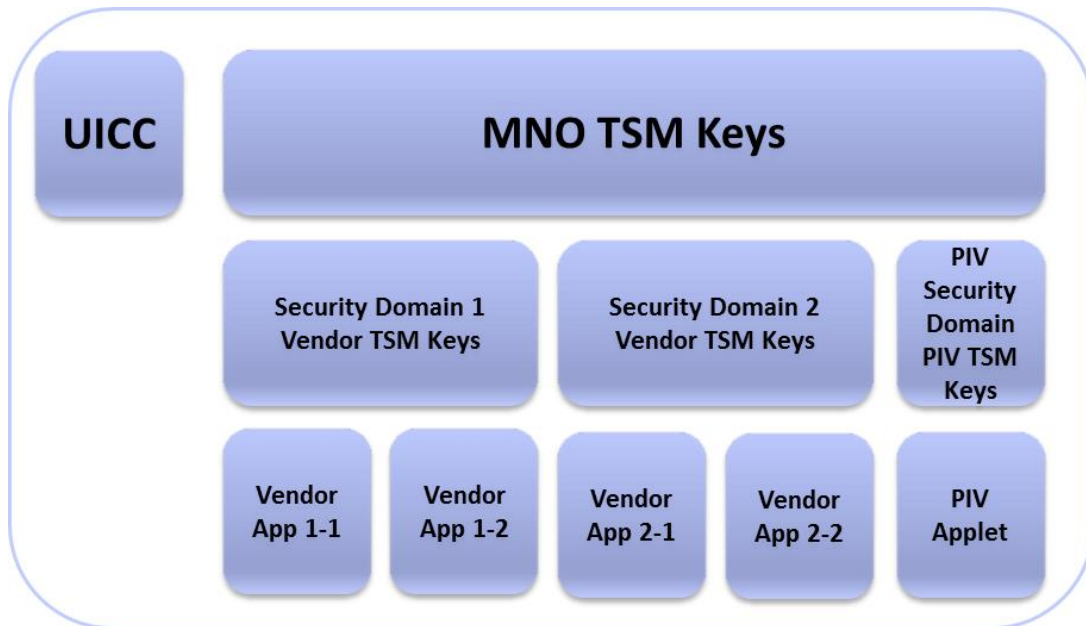 UICC
MNO TSM Keys
Security Domain 1
Vendor TSM Keys
Security Domain 2
Vendor TSM Keys
PIV
Security
Domain
PIV TSM
Keys
Vendor
App 1-1
Vendor
App 1-2
Vendor
App 2-1
Vendor
App 2-2
PIV
Applet